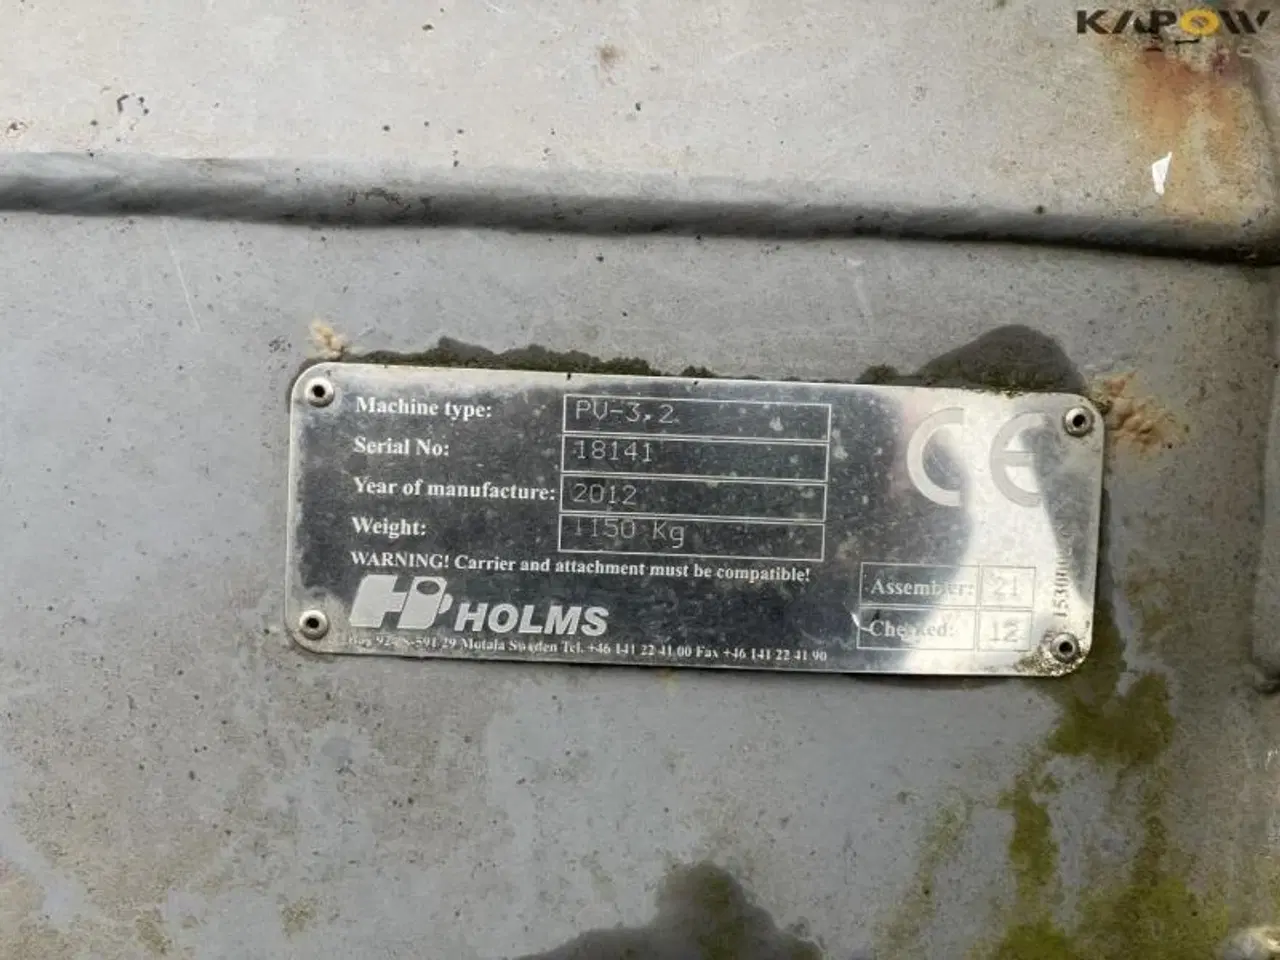 KAPOW
Machine type: PV-3,2
Serial No: 18141
Year of manufacture: 2012
Weight: 1150 Kg
WARNING! Carrier and attachment must be compatible!
HOLMS
Motala Sweden Tel. +46 141 22 41 00 Fax +46 141 22 41 90
CE
Assembler: 21
Checked: 12